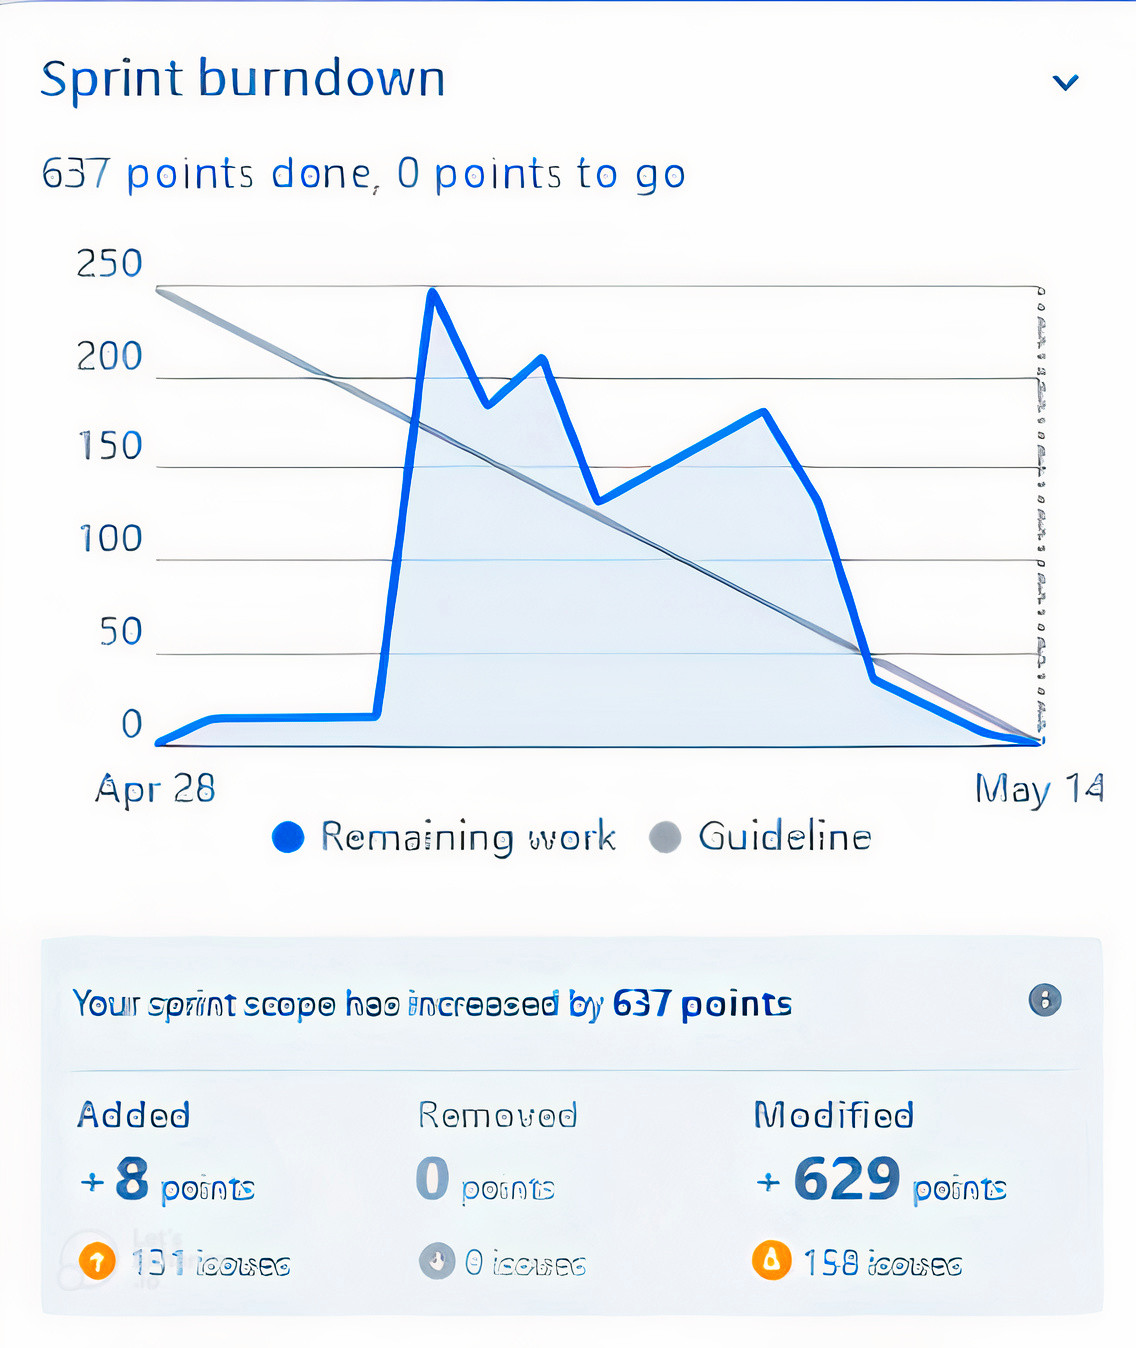 Sprint burndown
637 points done, 0 points to go
250
200
150
100
50
0
Apr 28
May 14
Remaining work
Guideline
Your sprint scope has increased by 637 points
Added
Removed
Modified
+ 8 points
0 points
+ 629 points
131 issues
0 issues
158 issues
Let's
.io